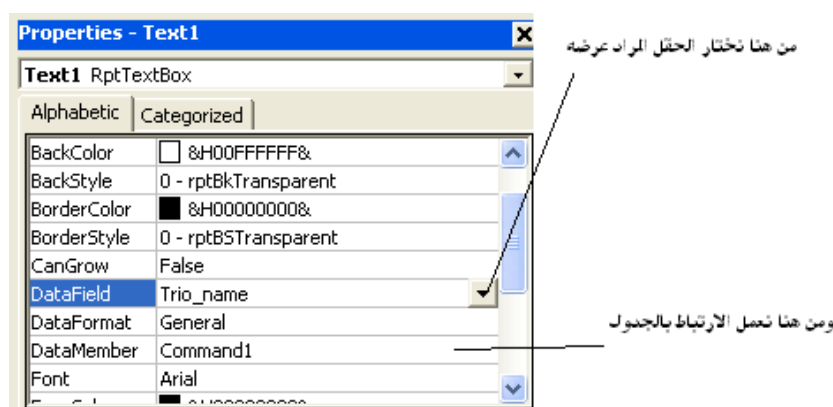 Properties - Text1
من هنا نختار الحقل المراد عرضه
Text1 RptTextBox
Alphabetic Categorized
BackColor &H00FFFFFF&
BackStyle 0 - rptBkTransparent
BorderColor &H00000000&
BorderStyle 0 - rptBSTransparent
CanGrow False
DataField Trio_name
DataFormat General
ومن هنا نعمل الارتباط بالجدول
DataMember Command1
Font Arial